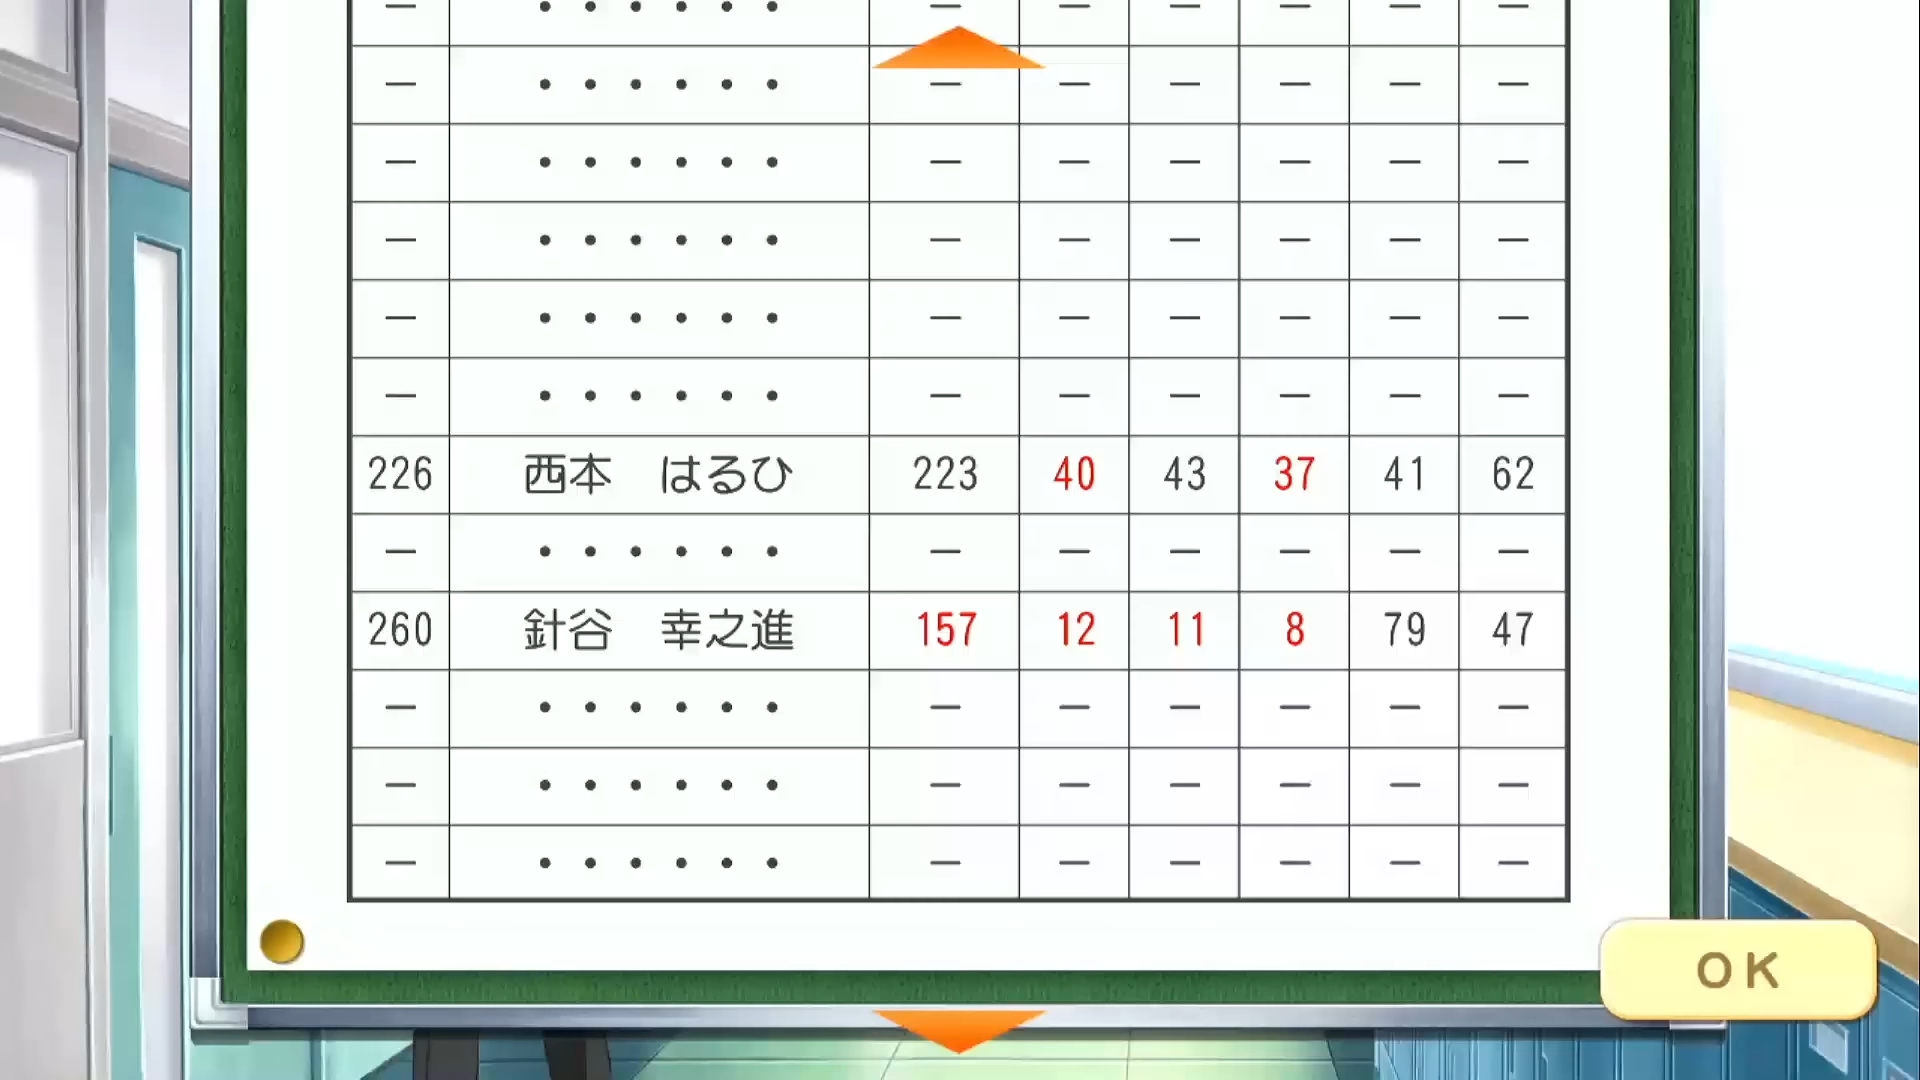 — ・・・・・・ — — — — — —
— ・・・・・・ — — — — — —
— ・・・・・・ — — — — — —
— ・・・・・・ — — — — — —
— ・・・・・・ — — — — — —
— ・・・・・・ — — — — — —
226 西本 はるひ 223 40 43 37 41 62
— ・・・・・・ — — — — — —
260 針谷 幸之進 157 12 11 8 79 47
— ・・・・・・ — — — — — —
— ・・・・・・ — — — — — —
— ・・・・・・ — — — — — —
OK